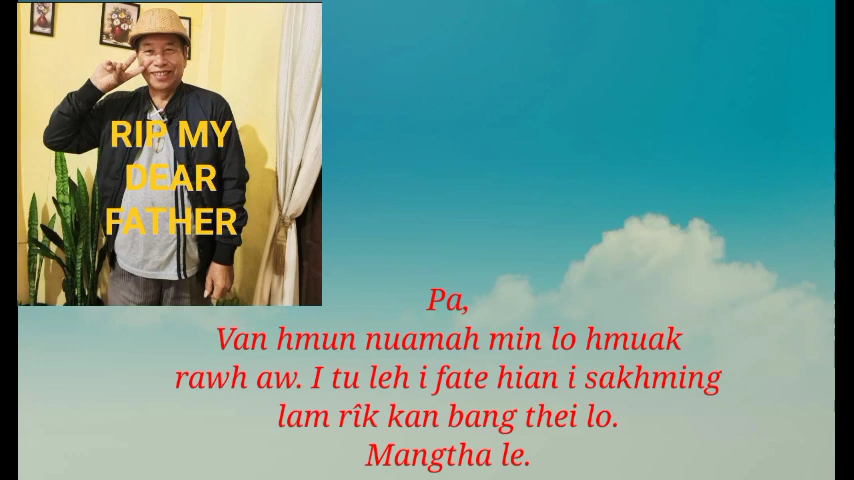 RIP MY
DEAR
FATHER
Pa,
Van hmun nuamah min lo hmuak
rawh aw. I tu leh i fate hian i sakhming
lam rîk kan bang thei lo.
Mangtha le.